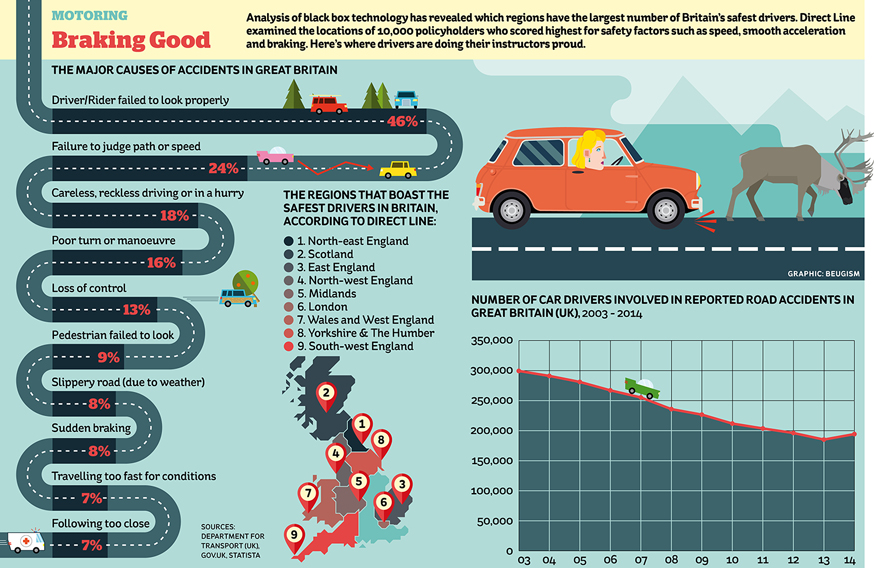 MOTORING
Braking Good
Analysis of black box technology has revealed which regions have the largest number of Britain's safest drivers. Direct Line
examined the locations of 10,000 policyholders who scored highest for safety factors such as speed, smooth acceleration
and braking. Here's where drivers are doing their instructors proud.
THE MAJOR CAUSES OF ACCIDENTS IN GREAT BRITAIN
Driver/Rider failed to look properly
46%
Failure to judge path or speed
24%
Careless, reckless driving or in a hurry
18%
Poor turn or manoeuvre
16%
Loss of control
13%
Pedestrian failed to look
9%
Slippery road (due to weather)
8%
Sudden braking
8%
Travelling too fast for conditions
7%
Following too close
7%
THE REGIONS THAT BOAST THE
SAFEST DRIVERS IN BRITAIN,
ACCORDING TO DIRECT LINE:
1. North-east England
2. Scotland
3. East England
4. North-west England
5. Midlands
6. London
7. Wales and West England
8. Yorkshire & The Humber
9. South-west England
2
1
8
4
5
3
7
6
9
SOURCES:
DEPARTMENT FOR
TRANSPORT (UK),
GOV.UK, STATISTA
GRAPHIC: BEUGISM
NUMBER OF CAR DRIVERS INVOLVED IN REPORTED ROAD ACCIDENTS IN
GREAT BRITAIN (UK), 2003 - 2014
350,000
300,000
250,000
200,000
150,000
100,000
50,000
0
03 04 05 06 07 08 09 10 11 12 13 14